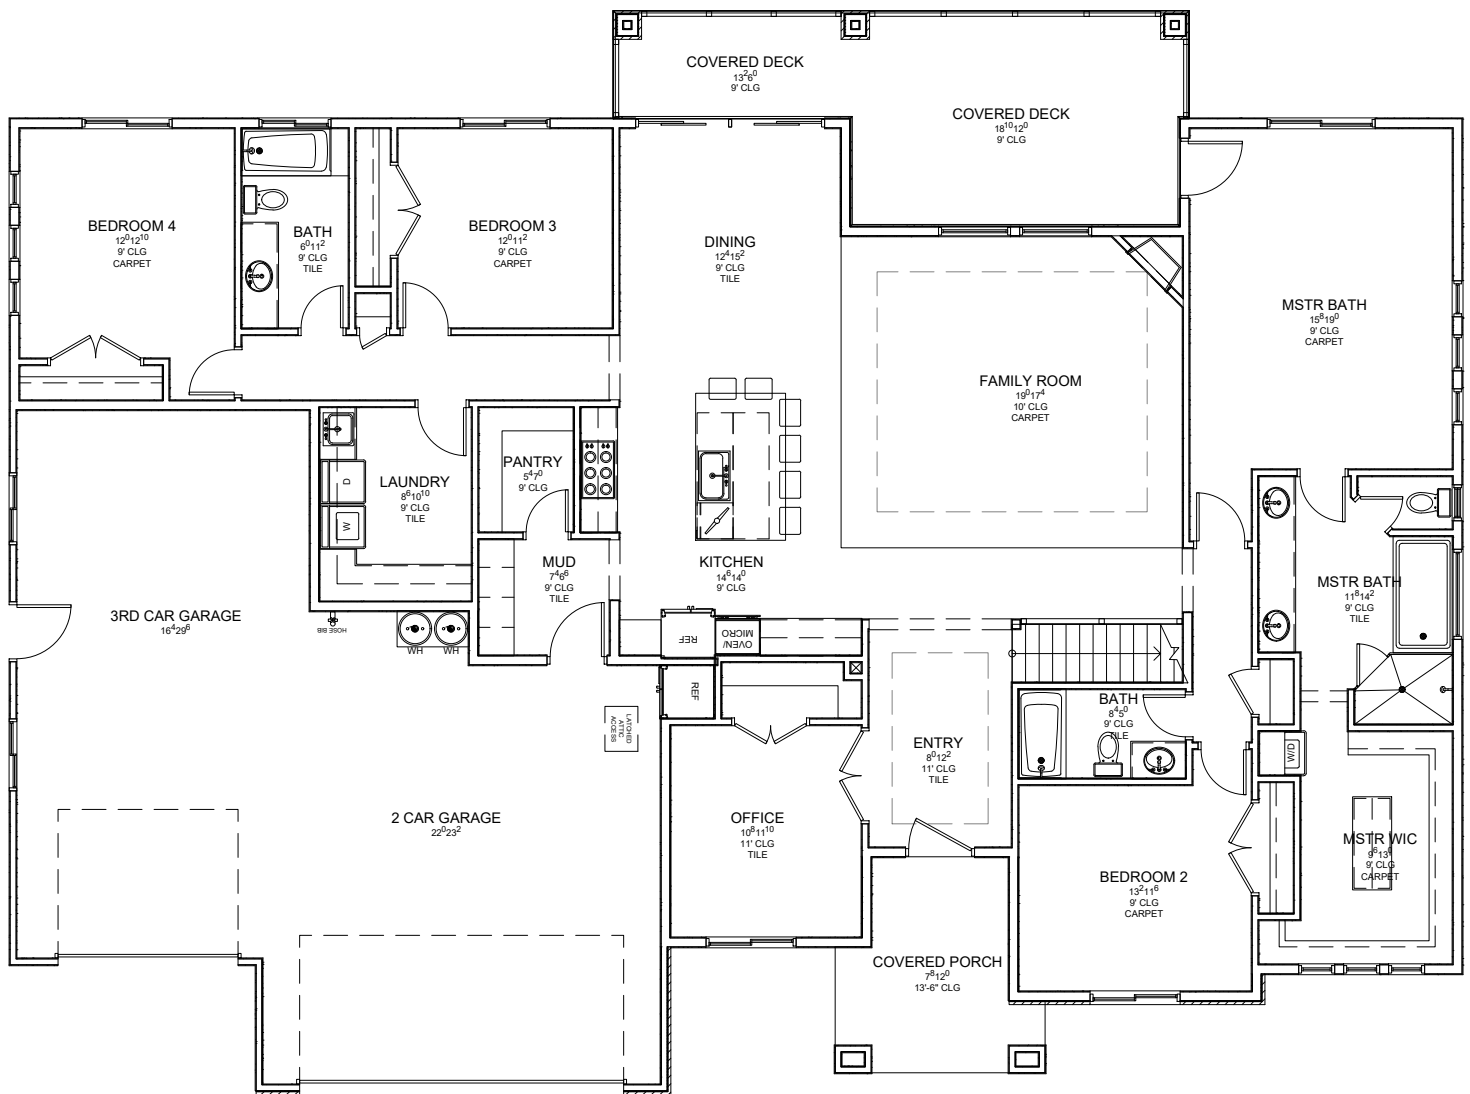 COVERED DECK
13²6⁰
9' CLG
COVERED DECK
18¹⁰12⁰
9' CLG
BEDROOM 4
12⁰12¹⁰
9' CLG
CARPET
BATH
6⁰11²
9' CLG
TILE
BEDROOM 3
12⁰11²
9' CLG
CARPET
DINING
12⁴15²
9' CLG
TILE
MSTR BATH
15⁸19⁰
9' CLG
CARPET
FAMILY ROOM
19⁰17⁴
10' CLG
CARPET
LAUNDRY
8⁶10¹⁰
9' CLG
TILE
D
W
PANTRY
5⁴7⁰
9' CLG
MUD
7⁴6⁶
9' CLG
TILE
KITCHEN
14⁶14⁰
9' CLG
MSTR BATH
11⁸14²
9' CLG
TILE
3RD CAR GARAGE
16⁴29⁶
HOSE BIB
WH
WH
REF
OVEN/
MICRO
REF
LATCHED
ATTIC
ACCESS
BATH
8⁴5⁰
9' CLG
TILE
ENTRY
8⁰12²
11' CLG
TILE
W/D
2 CAR GARAGE
22⁰23²
OFFICE
10⁸11¹⁰
11' CLG
TILE
MSTR WIC
9⁶13⁰
9' CLG
CARPET
BEDROOM 2
13²11⁶
9' CLG
CARPET
COVERED PORCH
7⁸12⁰
13'-6" CLG